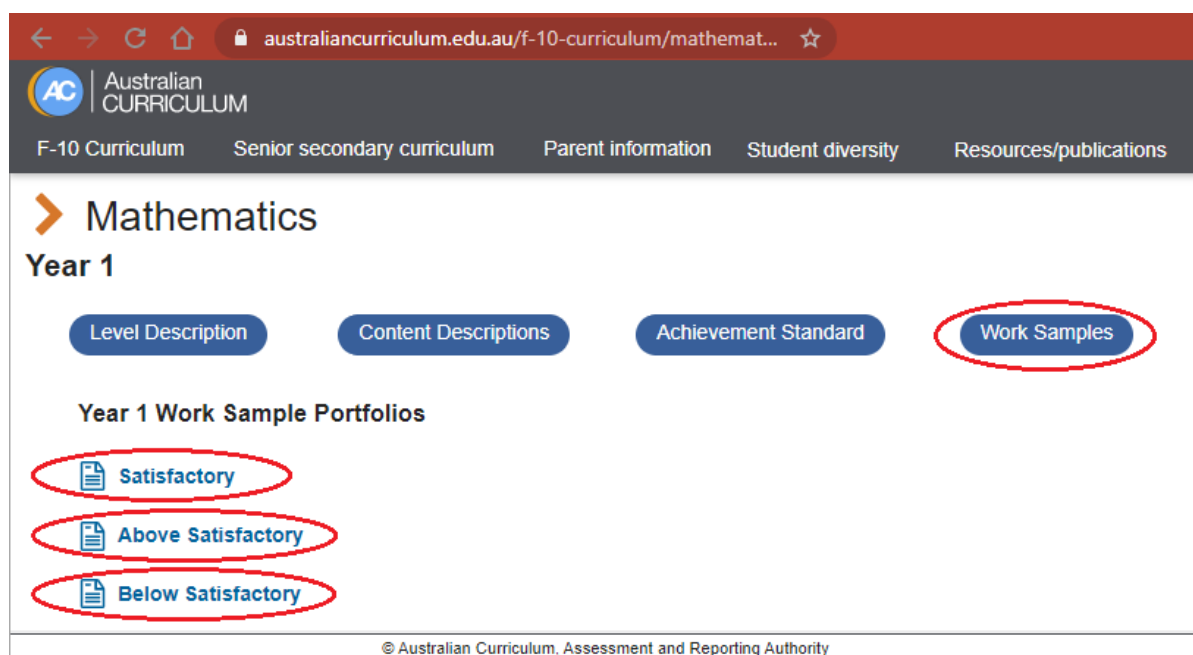 australiancurriculum.edu.au/f-10-curriculum/mathemat...
AC
Australian
CURRICULUM
F-10 Curriculum Senior secondary curriculum Parent information Student diversity Resources/publications
Mathematics
Year 1
Level Description Content Descriptions Achievement Standard Work Samples
Year 1 Work Sample Portfolios
Satisfactory
Above Satisfactory
Below Satisfactory
© Australian Curriculum, Assessment and Reporting Authority